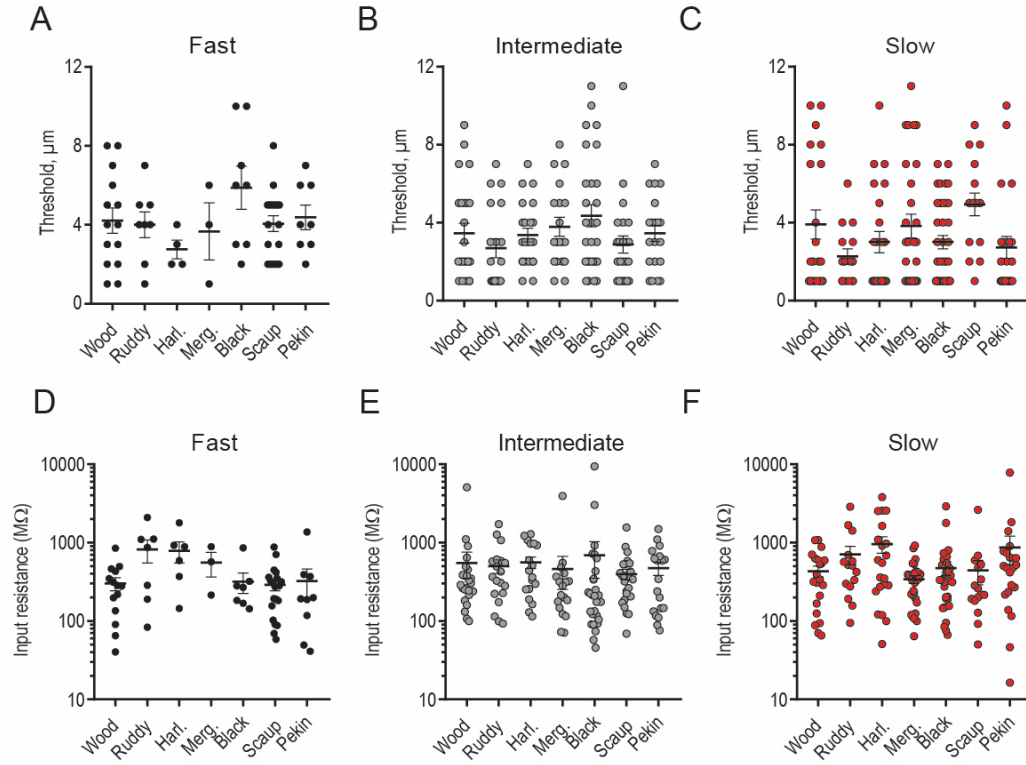 A
Fast
Threshold, µm
12
8
4
0
Wood
Ruddy
Harl.
Merg.
Black
Scaup
Pekin
B
Intermediate
Threshold, µm
12
8
4
0
Wood
Ruddy
Harl.
Merg.
Black
Scaup
Pekin
C
Slow
Threshold, µm
12
8
4
0
Wood
Ruddy
Harl.
Merg.
Black
Scaup
Pekin
D
Fast
Input resistance (MΩ)
10000
1000
100
10
Wood
Ruddy
Harl.
Merg.
Black
Scaup
Pekin
E
Intermediate
Input resistance (MΩ)
10000
1000
100
10
Wood
Ruddy
Harl.
Merg.
Black
Scaup
Pekin
F
Slow
Input resistance (MΩ)
10000
1000
100
10
Wood
Ruddy
Harl.
Merg.
Black
Scaup
Pekin